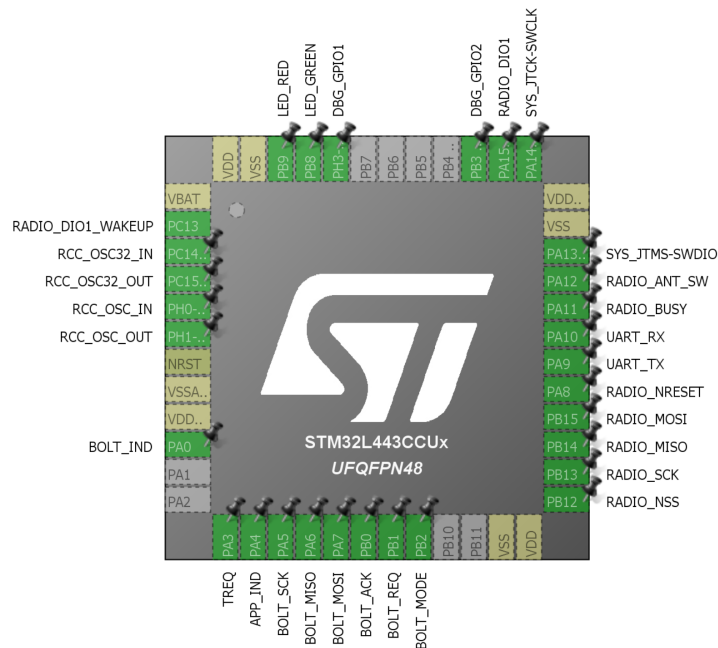 LED_RED
LED_GREEN
DBG_GPIO1
DBG_GPIO2
RADIO_DIO1
SYS_JTCK-SWCLK
VDD
VSS
PB9
PB8
PH3-..
PB7
PB6
PB5
PB4 ..
PB3 ..
PA15..
PA14..
VBAT
RADIO_DIO1_WAKEUP PC13
RCC_OSC32_IN PC14..
RCC_OSC32_OUT PC15..
RCC_OSC_IN PH0-..
RCC_OSC_OUT PH1-..
NRST
VSSA..
VDD..
BOLT_IND PA0
PA1
PA2
STM32L443CCUx
UFQFPN48
VDD..
VSS
PA13.. SYS_JTMS-SWDIO
PA12 RADIO_ANT_SW
PA11 RADIO_BUSY
PA10 UART_RX
PA9 UART_TX
PA8 RADIO_NRESET
PB15 RADIO_MOSI
PB14 RADIO_MISO
PB13 RADIO_SCK
PB12 RADIO_NSS
PA3
PA4
PA5
PA6
PA7
PB0
PB1
PB2
PB10
PB11
VSS
VDD
TREQ
APP_IND
BOLT_SCK
BOLT_MISO
BOLT_MOSI
BOLT_ACK
BOLT_REQ
BOLT_MODE